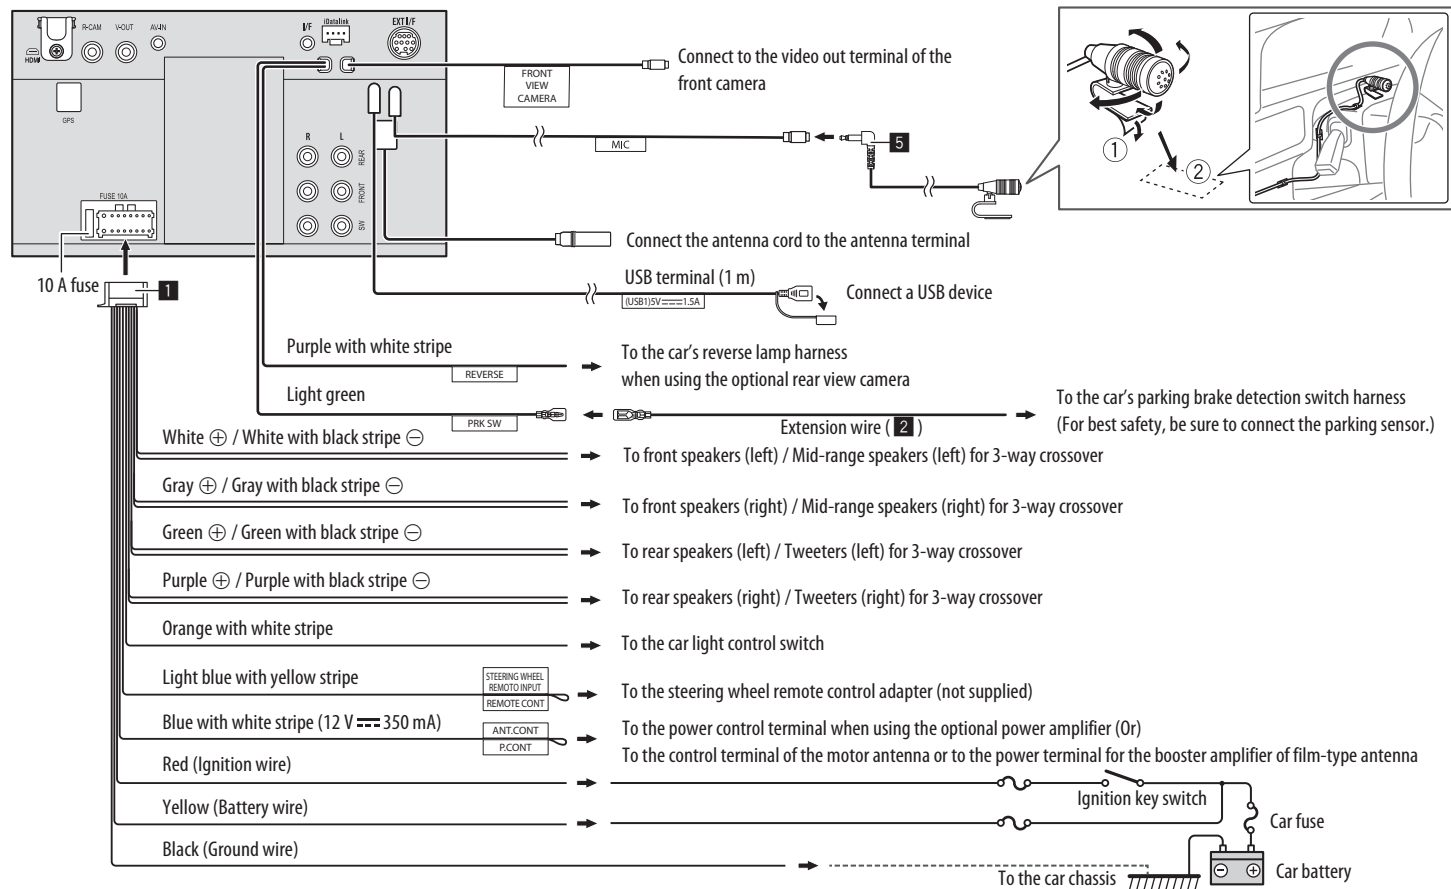 R-CAM
V-OUT
AV-IN
HDMI
I/F
iDatalink
EXT I/F
GPS
R
L
REAR
FRONT
SW
FUSE 10A
10 A fuse
1
FRONT
VIEW
CAMERA
Connect to the video out terminal of the
front camera
MIC
5
1
2
Connect the antenna cord to the antenna terminal
USB terminal (1 m)
(USB1)5V ⎓ 1.5A
Connect a USB device
Purple with white stripe
REVERSE
To the car's reverse lamp harness
when using the optional rear view camera
Light green
PRK SW
Extension wire ( 2 )
To the car's parking brake detection switch harness
(For best safety, be sure to connect the parking sensor.)
White ⊕ / White with black stripe ⊖
To front speakers (left) / Mid-range speakers (left) for 3-way crossover
Gray ⊕ / Gray with black stripe ⊖
To front speakers (right) / Mid-range speakers (right) for 3-way crossover
Green ⊕ / Green with black stripe ⊖
To rear speakers (left) / Tweeters (left) for 3-way crossover
Purple ⊕ / Purple with black stripe ⊖
To rear speakers (right) / Tweeters (right) for 3-way crossover
Orange with white stripe
To the car light control switch
Light blue with yellow stripe
STEERING WHEEL
REMOTO INPUT
REMOTE CONT
To the steering wheel remote control adapter (not supplied)
Blue with white stripe (12 V ⎓ 350 mA)
ANT.CONT
P.CONT
To the power control terminal when using the optional power amplifier (Or)
To the control terminal of the motor antenna or to the power terminal for the booster amplifier of film-type antenna
Red (Ignition wire)
Ignition key switch
Yellow (Battery wire)
Car fuse
Black (Ground wire)
To the car chassis
⊖ ⊕
Car battery